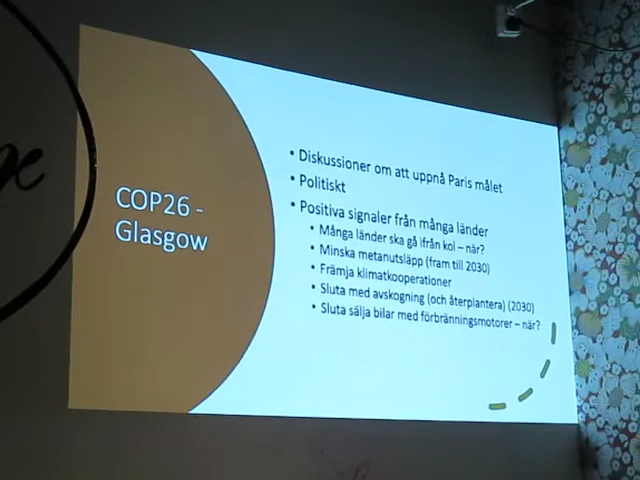 COP26 -
Glasgow
• Diskussioner om att uppnå Paris målet
• Politiskt
• Positiva signaler från många länder
• Många länder ska gå ifrån kol – när?
• Minska metanutsläpp (fram till 2030)
• Främja klimatkooperationer
• Sluta med avskogning (och återplantera) (2030)
• Sluta sälja bilar med förbränningsmotorer – när?